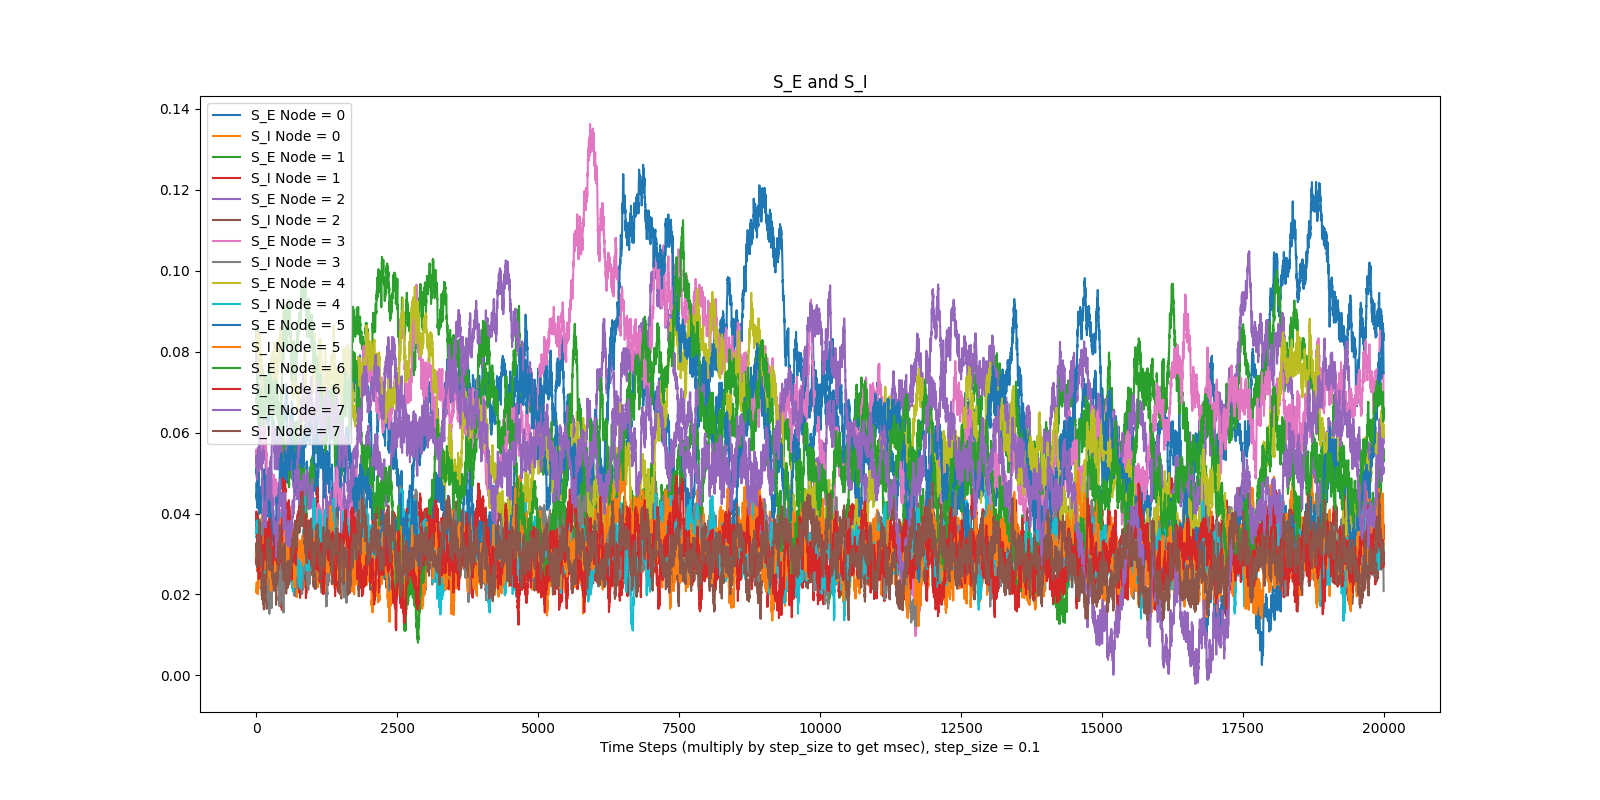 S_E and S_I
0.14
0.12
0.10
0.08
0.06
0.04
0.02
0.00
S_E Node = 0
S_I Node = 0
S_E Node = 1
S_I Node = 1
S_E Node = 2
S_I Node = 2
S_E Node = 3
S_I Node = 3
S_E Node = 4
S_I Node = 4
S_E Node = 5
S_I Node = 5
S_E Node = 6
S_I Node = 6
S_E Node = 7
S_I Node = 7
0 2500 5000 7500 10000 12500 15000 17500 20000
Time Steps (multiply by step_size to get msec), step_size = 0.1